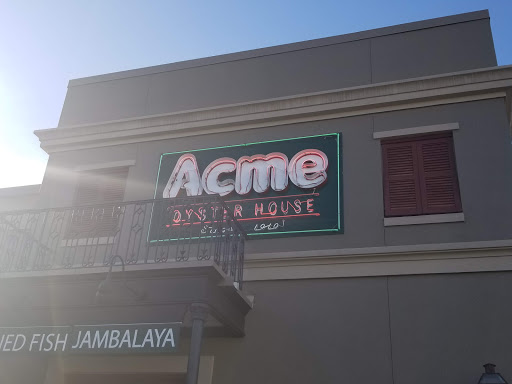 Acme
OYSTER HOUSE
IED FISH JAMBALAYA